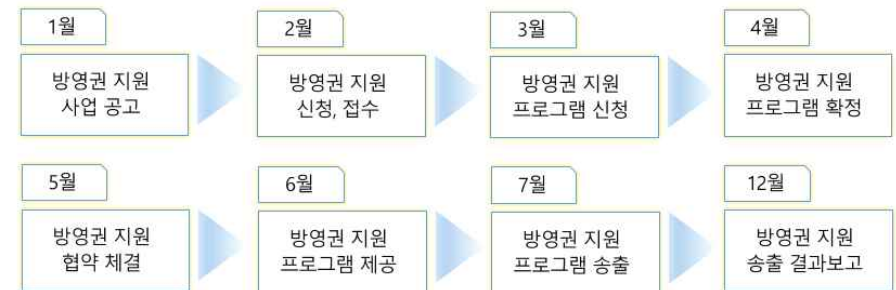 1월
방영권 지원
사업 공고
2월
방영권 지원
신청, 접수
3월
방영권 지원
프로그램 신청
4월
방영권 지원
프로그램 확정
5월
방영권 지원
협약 체결
6월
방영권 지원
프로그램 제공
7월
방영권 지원
프로그램 송출
12월
방영권 지원
송출 결과보고